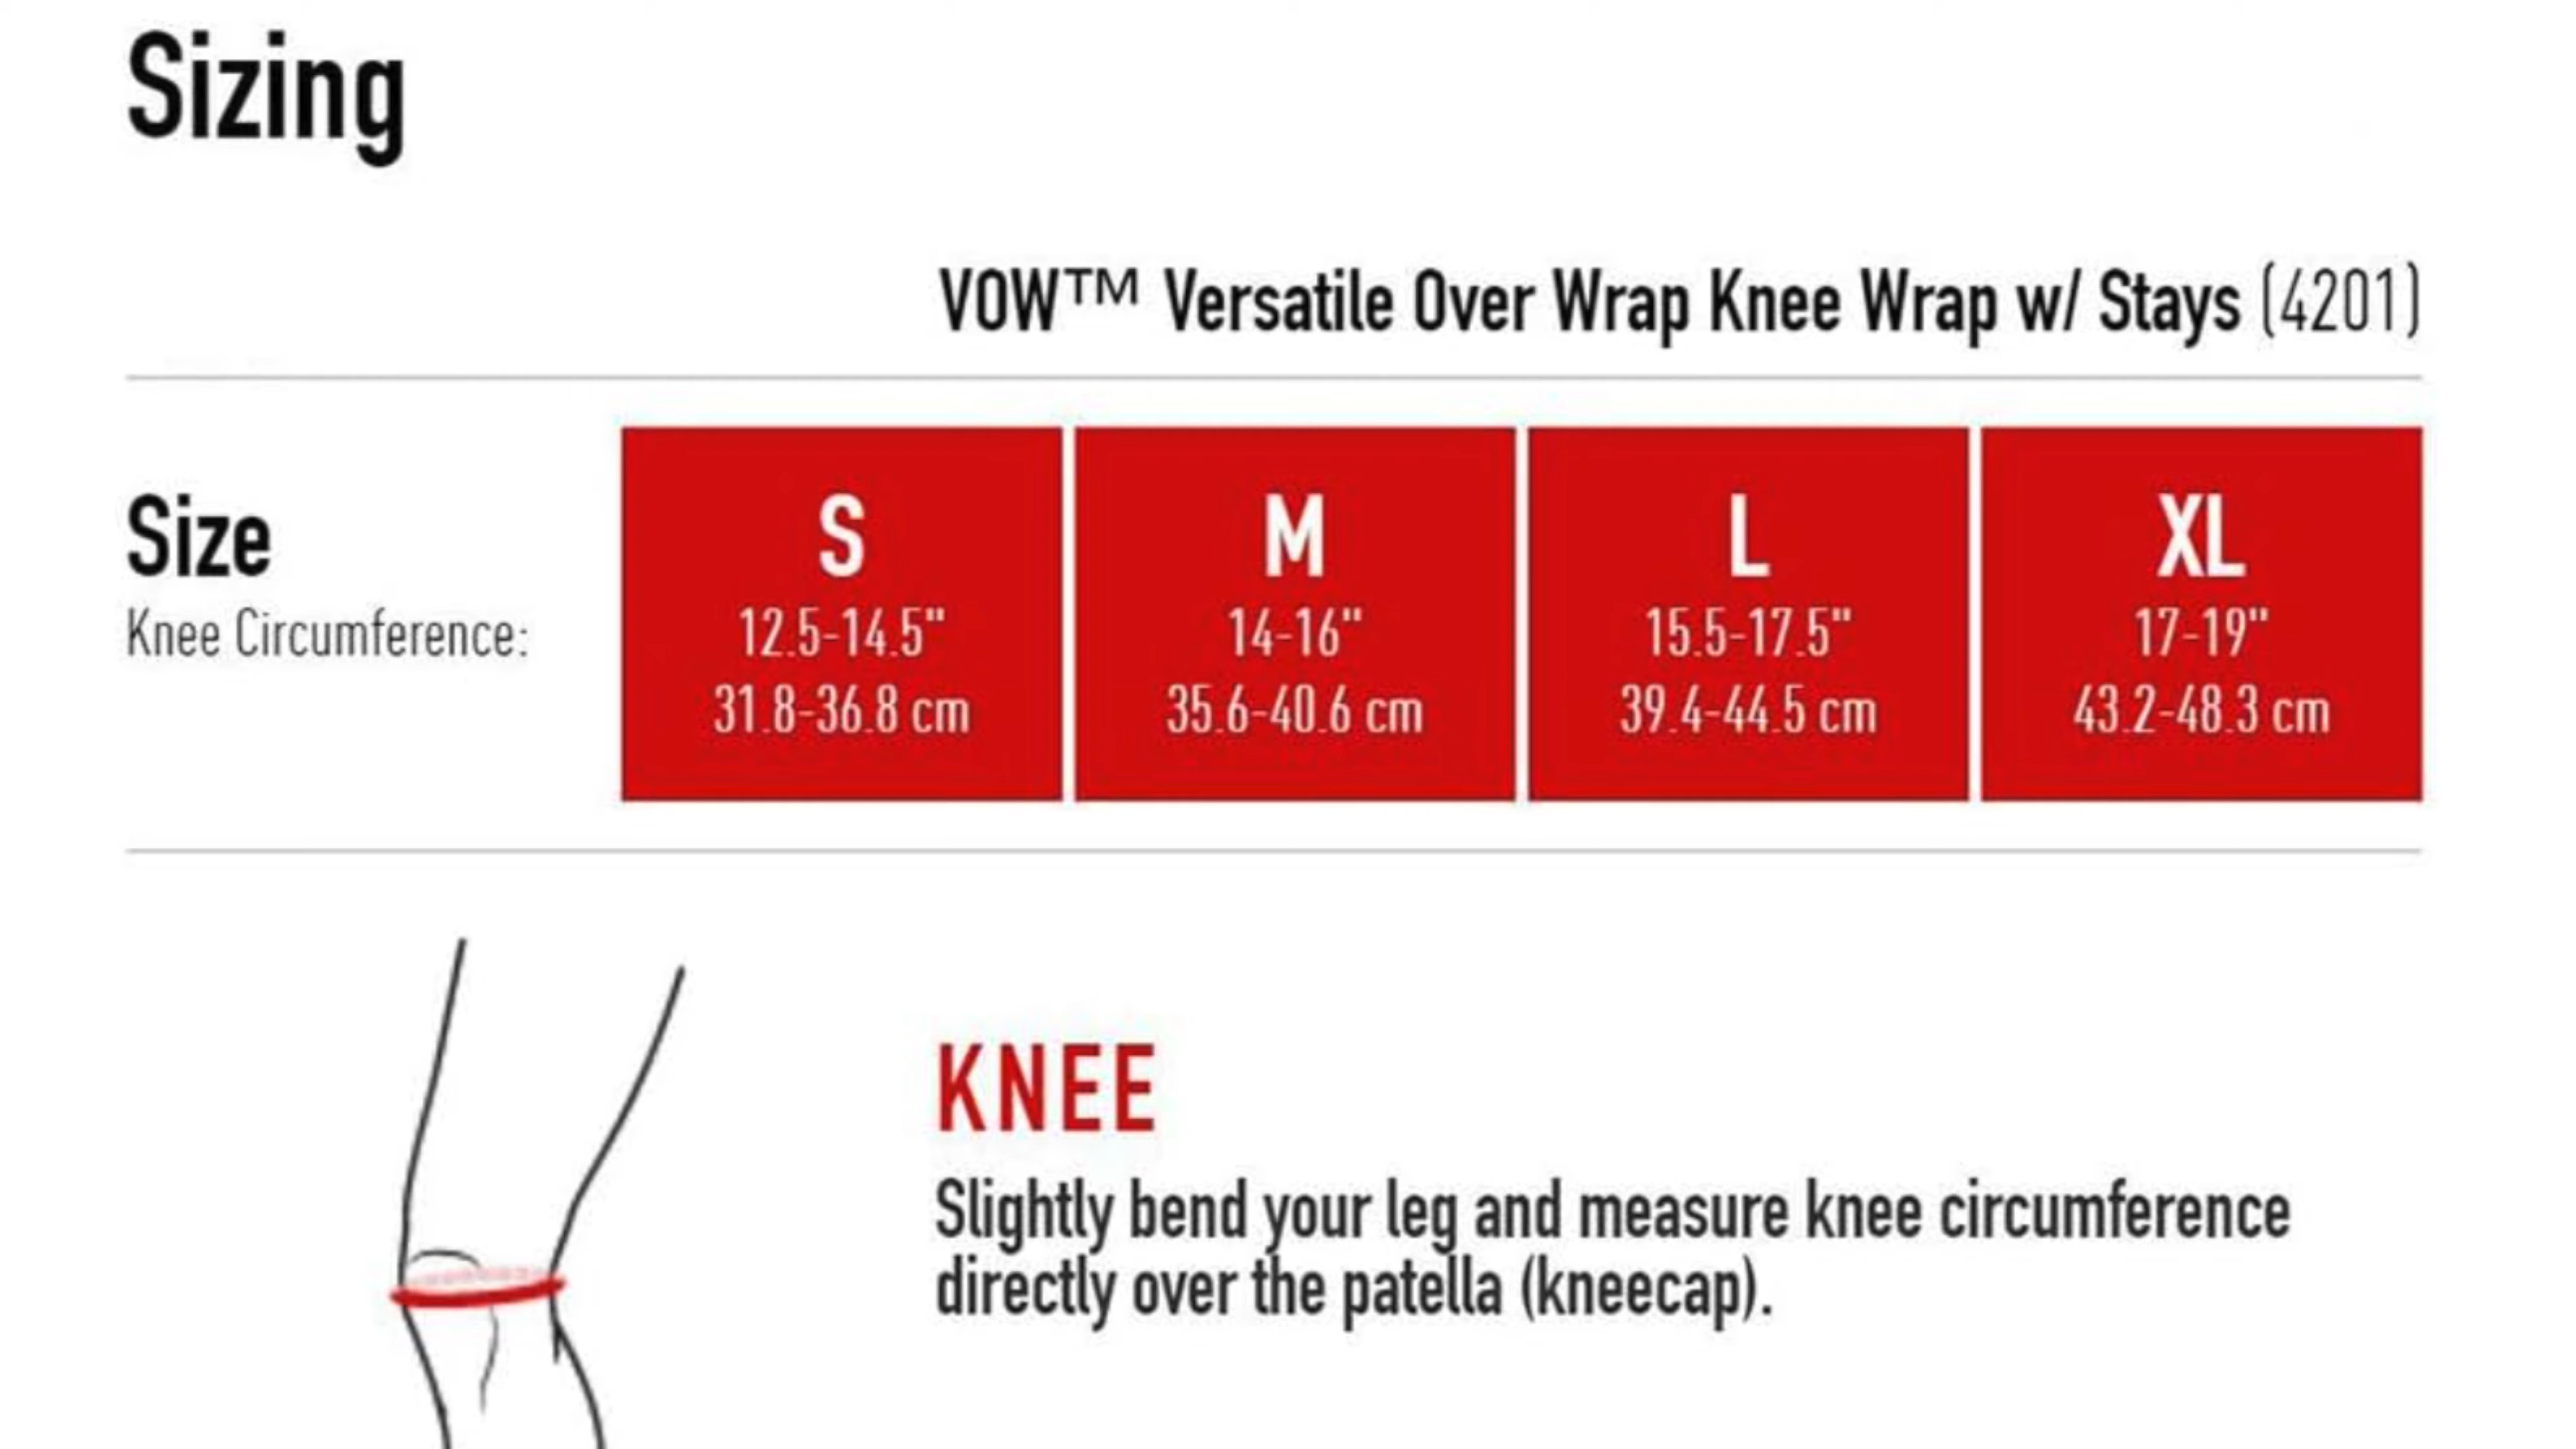 Sizing
VOW™ Versatile Over Wrap Knee Wrap w/ Stays (4201)
Size
Knee Circumference:
S
12.5-14.5"
31.8-36.8 cm
M
14-16"
35.6-40.6 cm
L
15.5-17.5"
39.4-44.5 cm
XL
17-19"
43.2-48.3 cm
KNEE
Slightly bend your leg and measure knee circumference
directly over the patella (kneecap).